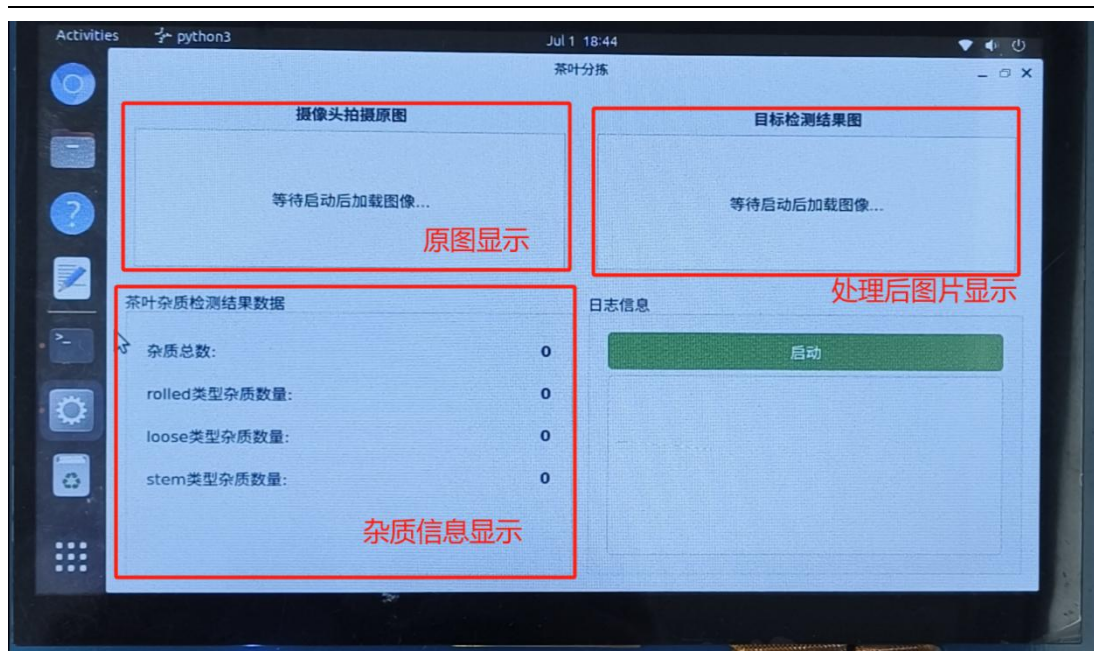 Activities python3 Jul 1 18:44
茶叶分拣
摄像头拍摄原图
等待启动后加载图像...
原图显示
目标检测结果图
等待启动后加载图像...
处理后图片显示
茶叶杂质检测结果数据
杂质总数: 0
rolled类型杂质数量: 0
loose类型杂质数量: 0
stem类型杂质数量: 0
杂质信息显示
日志信息
启动